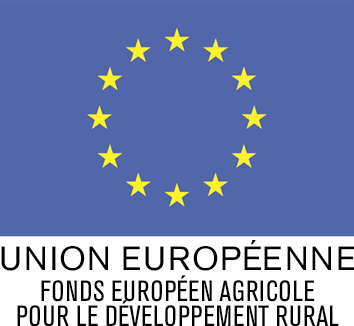 UNION EUROPÉENNE
FONDS EUROPÉEN AGRICOLE
POUR LE DÉVELOPPEMENT RURAL